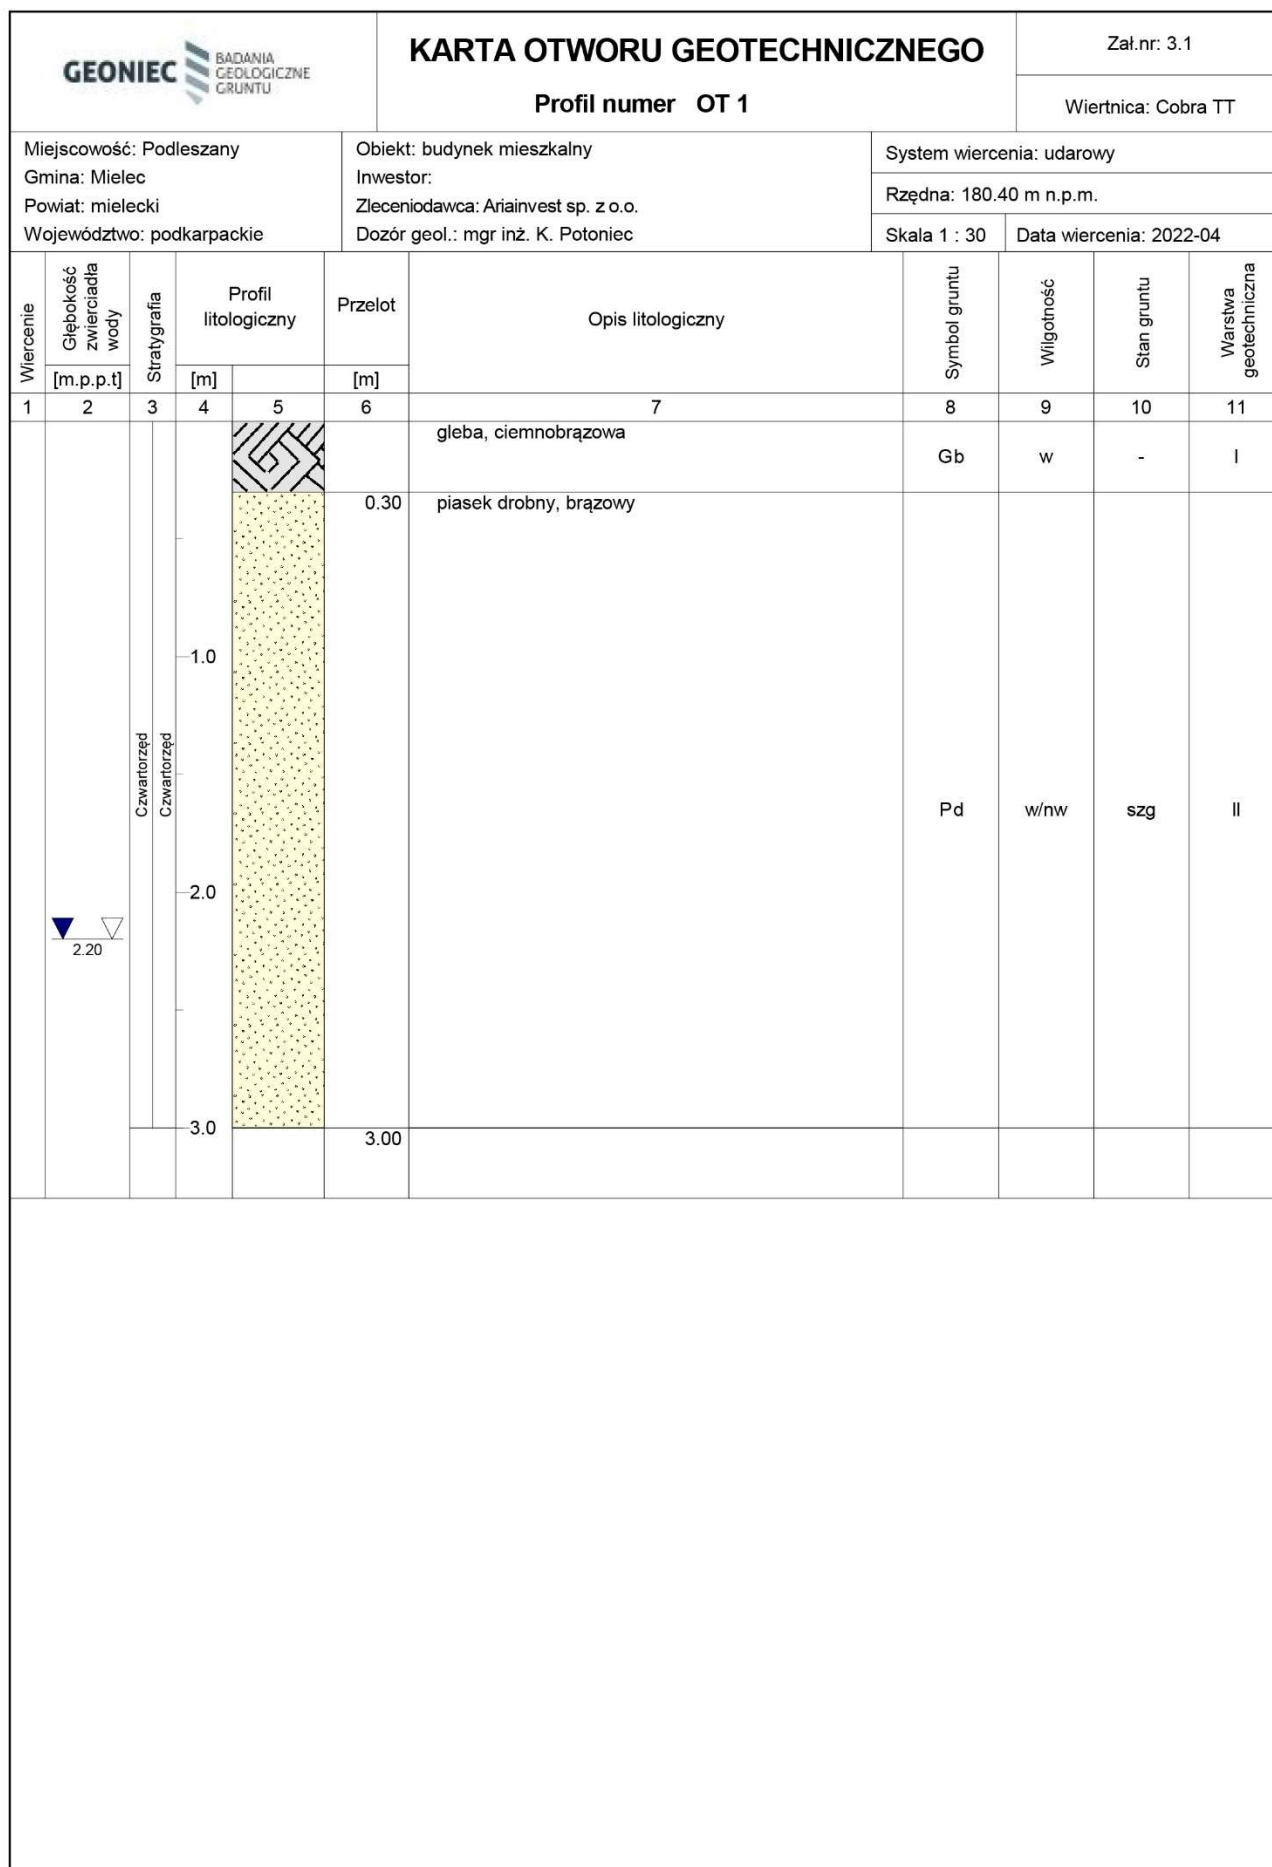 GEONIEC
BADANIA
GEOLOGICZNE
GRUNTU
KARTA OTWORU GEOTECHNICZNEGO
Profil numer OT 1
Zał.nr: 3.1
Wiertnica: Cobra TT
Miejscowość: Podleszany
Gmina: Mielec
Powiat: mielecki
Województwo: podkarpackie
Obiekt: budynek mieszkalny
Inwestor:
Zleceniodawca: Ariainvest sp. z o.o.
Dozór geol.: mgr inż. K. Potoniec
System wiercenia: udarowy
Rzędna: 180.40 m n.p.m.
Skala 1 : 30
Data wiercenia: 2022-04
Wiercenie
Głębokość
zwierciadła
wody
[m.p.p.t]
Stratygrafia
Profil
litologiczny
[m]
Przelot
[m]
Opis litologiczny
Symbol gruntu
Wilgotność
Stan gruntu
Warstwa
geotechniczna
1 2 3 4 5 6 7 8 9 10 11
gleba, ciemnobrązowa
Gb w - I
0.30 piasek drobny, brązowy
1.0
Czwartorzęd
Czwartorzęd
Pd w/nw szg II
2.0
2.20
3.0
3.00